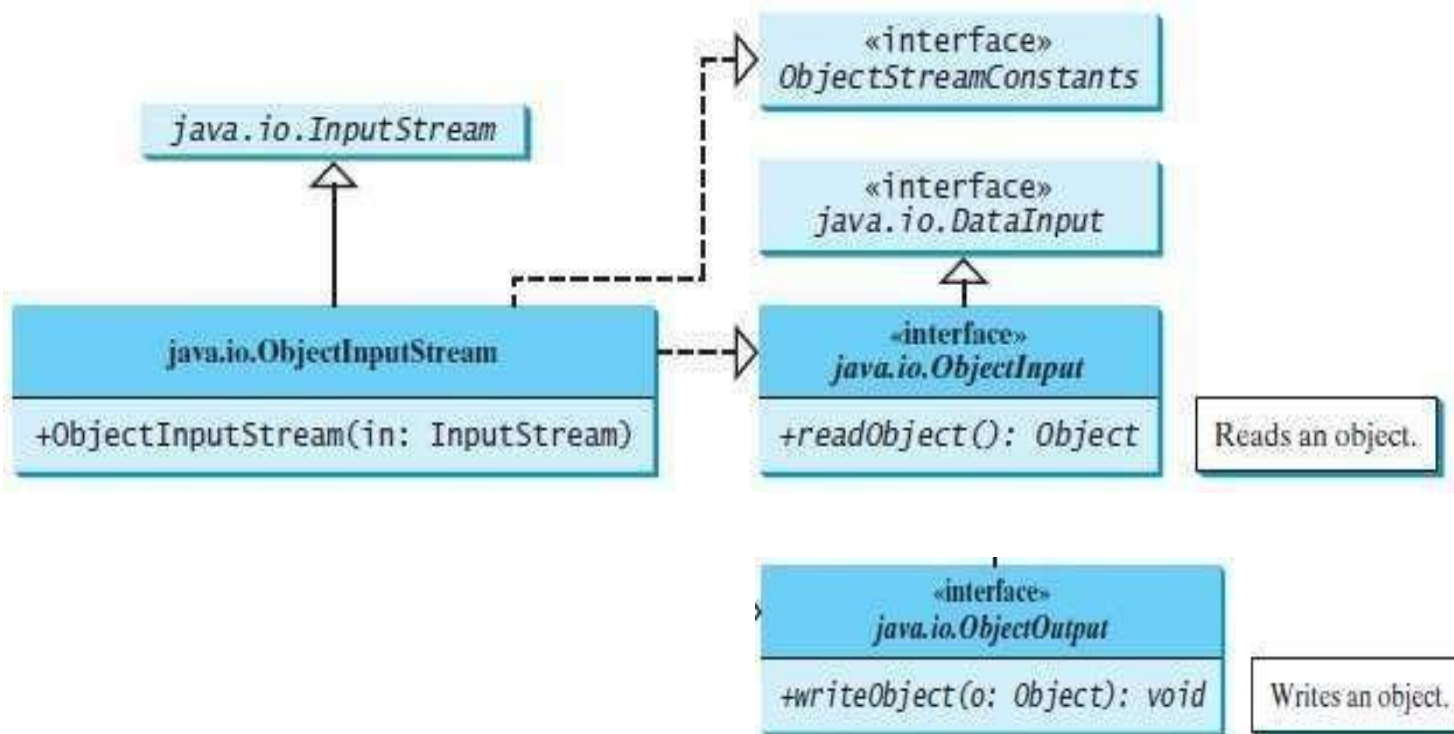 «interface»
ObjectStreamConstants
java.io.InputStream
«interface»
java.io.DataInput
java.io.ObjectInputStream
+ObjectInputStream(in: InputStream)
«interface»
java.io.ObjectInput
+readObject(): Object
Reads an object.
«interface»
java.io.ObjectOutput
+writeObject(o: Object): void
Writes an object.